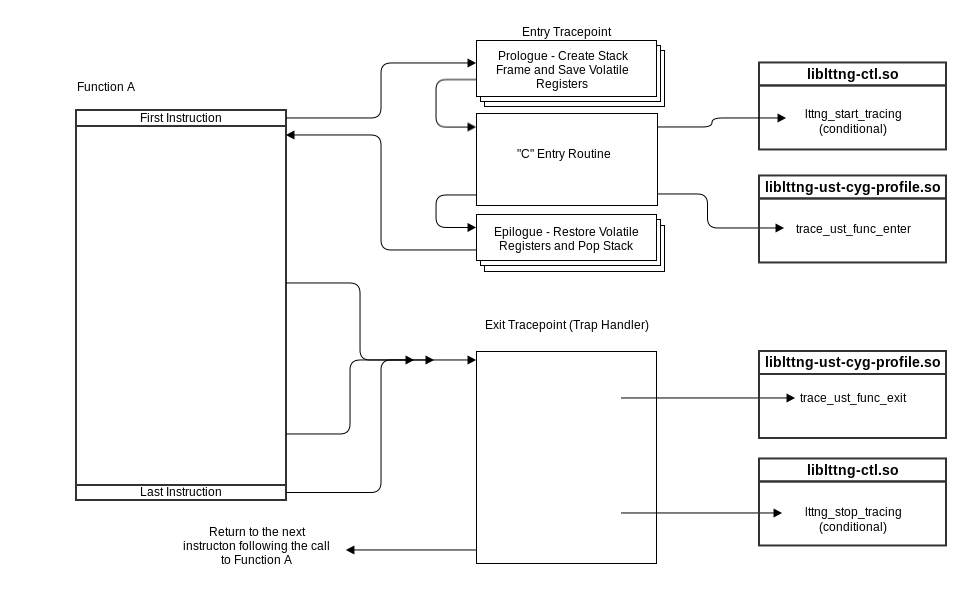 Entry Tracepoint
Prologue - Create Stack
Frame and Save Volatile
Registers
liblttng-ctl.so
Function A
lttng_start_tracing
(conditional)
First Instruction
"C" Entry Routine
liblttng-ust-cyg-profile.so
trace_ust_func_enter
Epilogue - Restore Volatile
Registers and Pop Stack
Exit Tracepoint (Trap Handler)
liblttng-ust-cyg-profile.so
trace_ust_func_exit
liblttng-ctl.so
Last Instruction
lttng_stop_tracing
(conditional)
Return to the next
instructon following the call
to Function A